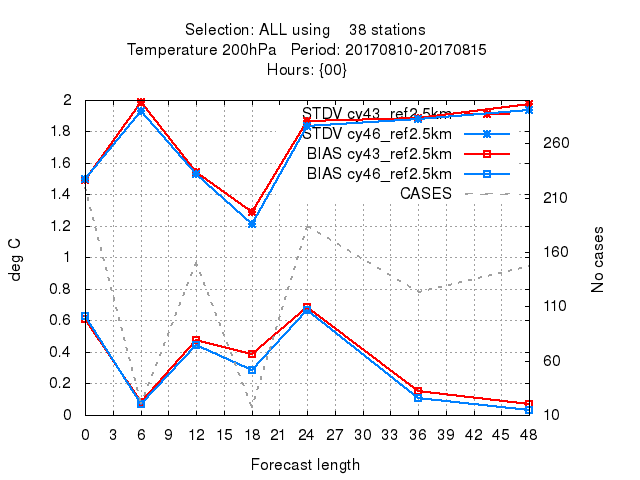 Selection: ALL using    38 stations
Temperature 200hPa   Period: 20170810-20170815
Hours: {00}
STDV cy43_ref2.5km
STDV cy46_ref2.5km
BIAS cy43_ref2.5km
BIAS cy46_ref2.5km
CASES
2
1.8
1.6
1.4
1.2
1
0.8
0.6
0.4
0.2
0
deg C
260
210
160
110
60
10
No cases
0 3 6 9 12 15 18 21 24 27 30 33 36 39 42 45 48
Forecast length